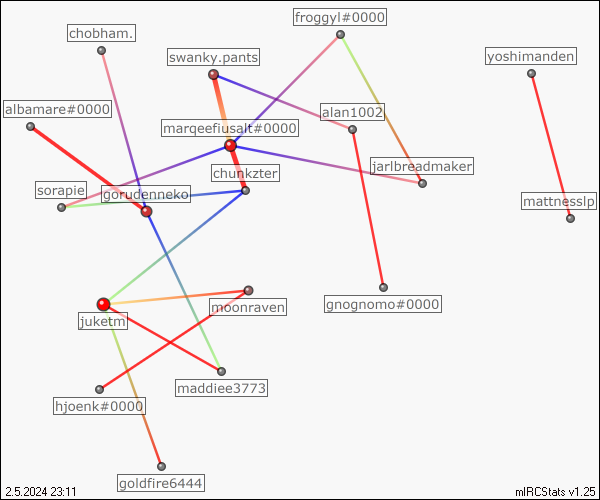 froggyl#0000
chobham.
swanky.pants
yoshimanden
albamare#0000
alan1002
marqeefiusalt#0000
jarlbreadmaker
chunkzter
sorapie
gorudenneko
mattnesslp
moonraven
gnognomo#0000
juketm
maddiee3773
hjoenk#0000
goldfire6444
2.5.2024 23:11
mIRCStats v1.25